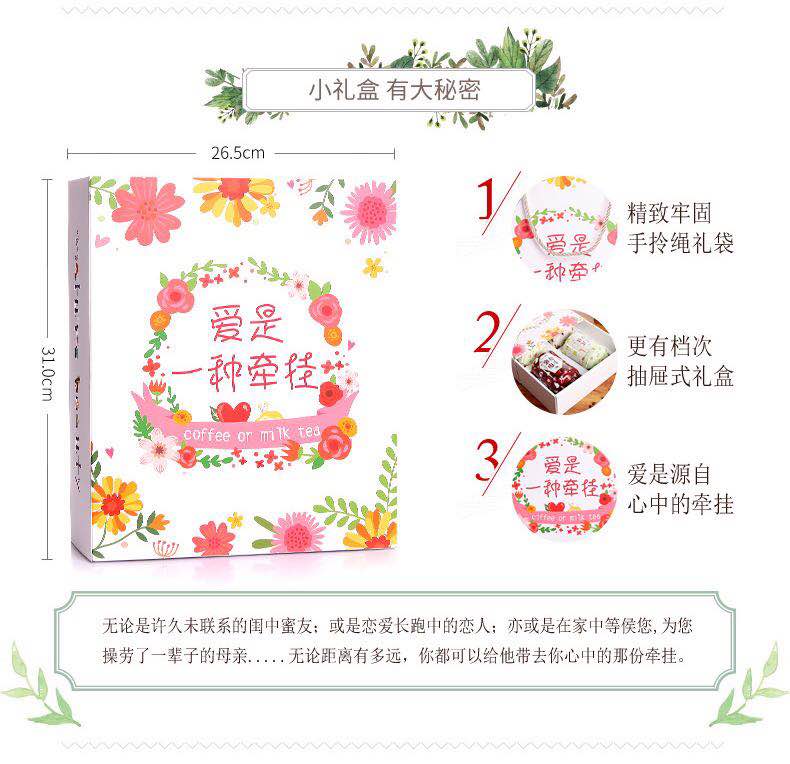 小礼盒 有大秘密
26.5cm
31.0cm
爱是
一种牵挂
coffee or milk tea
1
爱是
一种牵
精致牢固
手拎绳礼袋
2
更有档次
抽屉式礼盒
3
爱是
一种牵挂
coffee or milk tea
爱是源自
心中的牵挂
无论是许久未联系的闺中蜜友；或是恋爱长跑中的恋人；亦或是在家中等侯您,为您
操劳了一辈子的母亲.....无论距离有多远，你都可以给他带去你心中的那份牵挂。